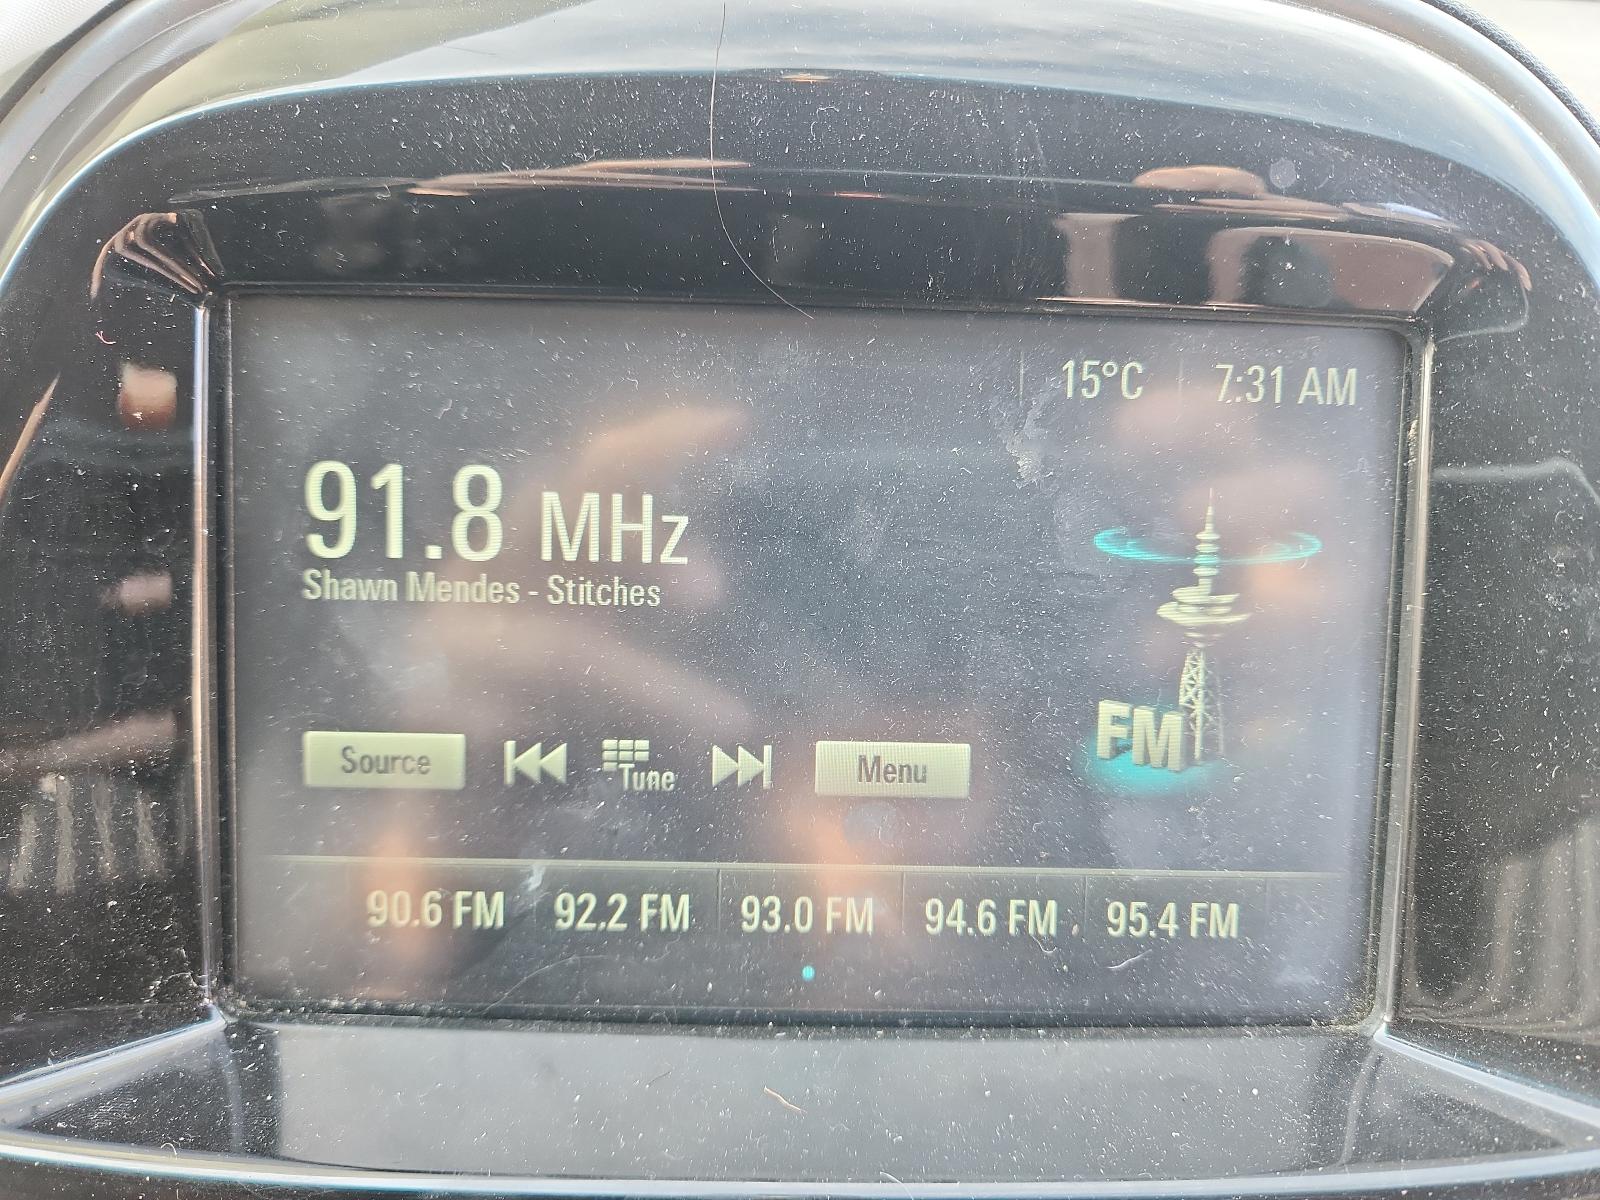 15°C 7:31 AM
91.8 MHz
Shawn Mendes - Stitches
FM
Source Tune Menu
90.6 FM 92.2 FM 93.0 FM 94.6 FM 95.4 FM